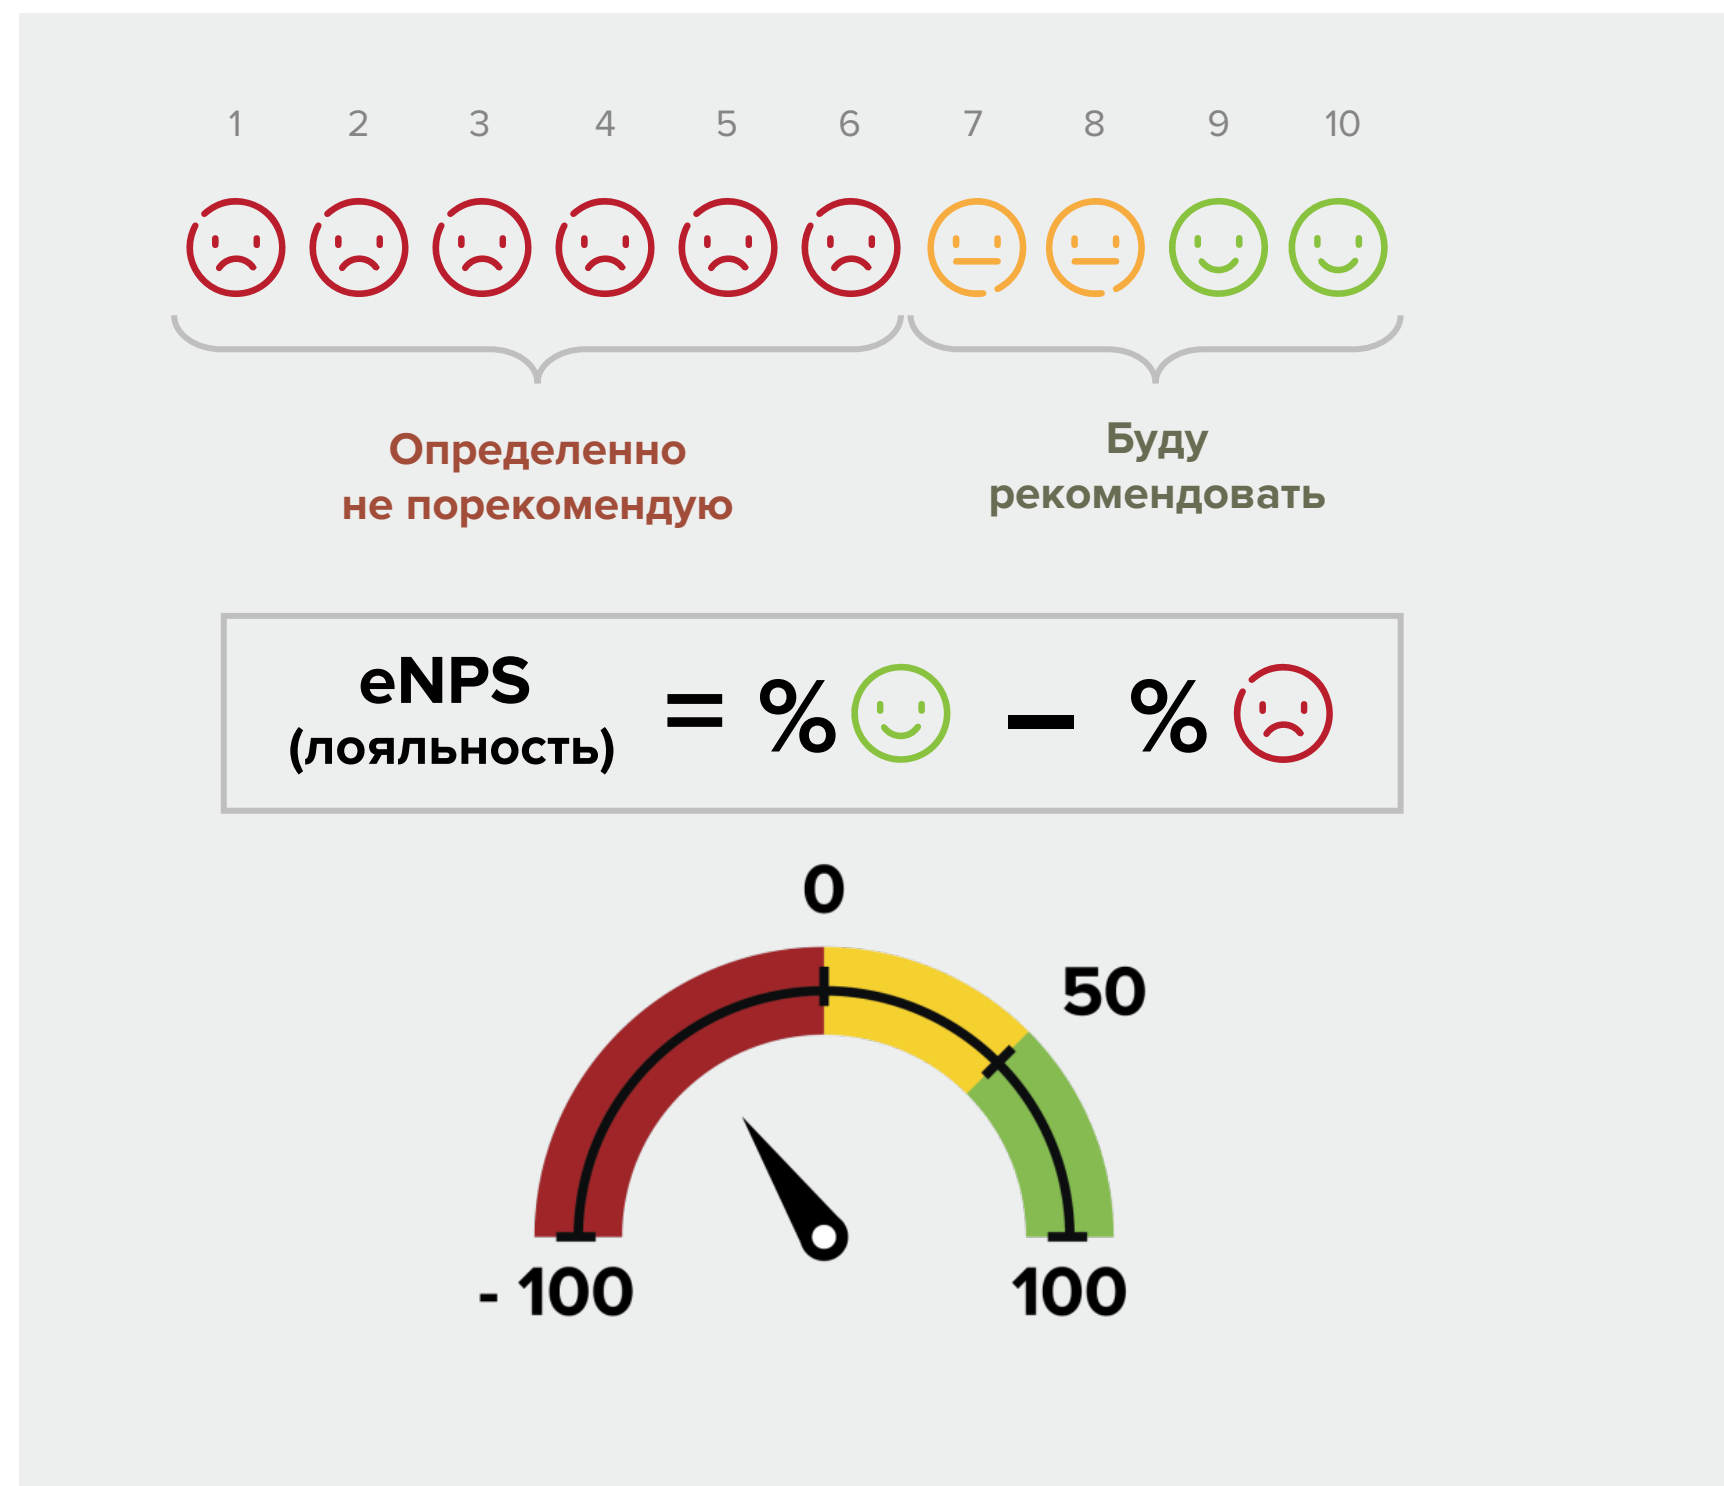 1 2 3 4 5 6 7 8 9 10
Определенно
не порекомендую
Буду
рекомендовать
eNPS
(лояльность)
= % – %
0
50
- 100
100